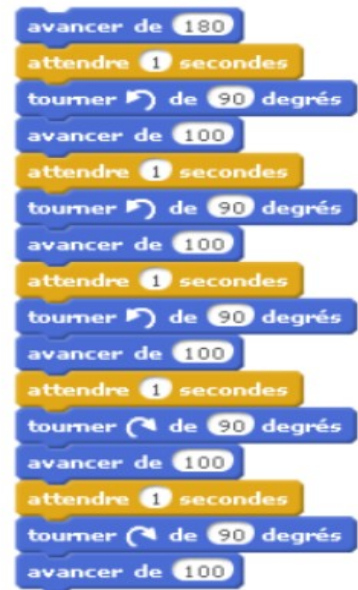 avancer de 180
attendre 1 secondes
tourner ↶ de 90 degrés
avancer de 100
attendre 1 secondes
tourner ↶ de 90 degrés
avancer de 100
attendre 1 secondes
tourner ↶ de 90 degrés
avancer de 100
attendre 1 secondes
tourner ↷ de 90 degrés
avancer de 100
attendre 1 secondes
tourner ↷ de 90 degrés
avancer de 100